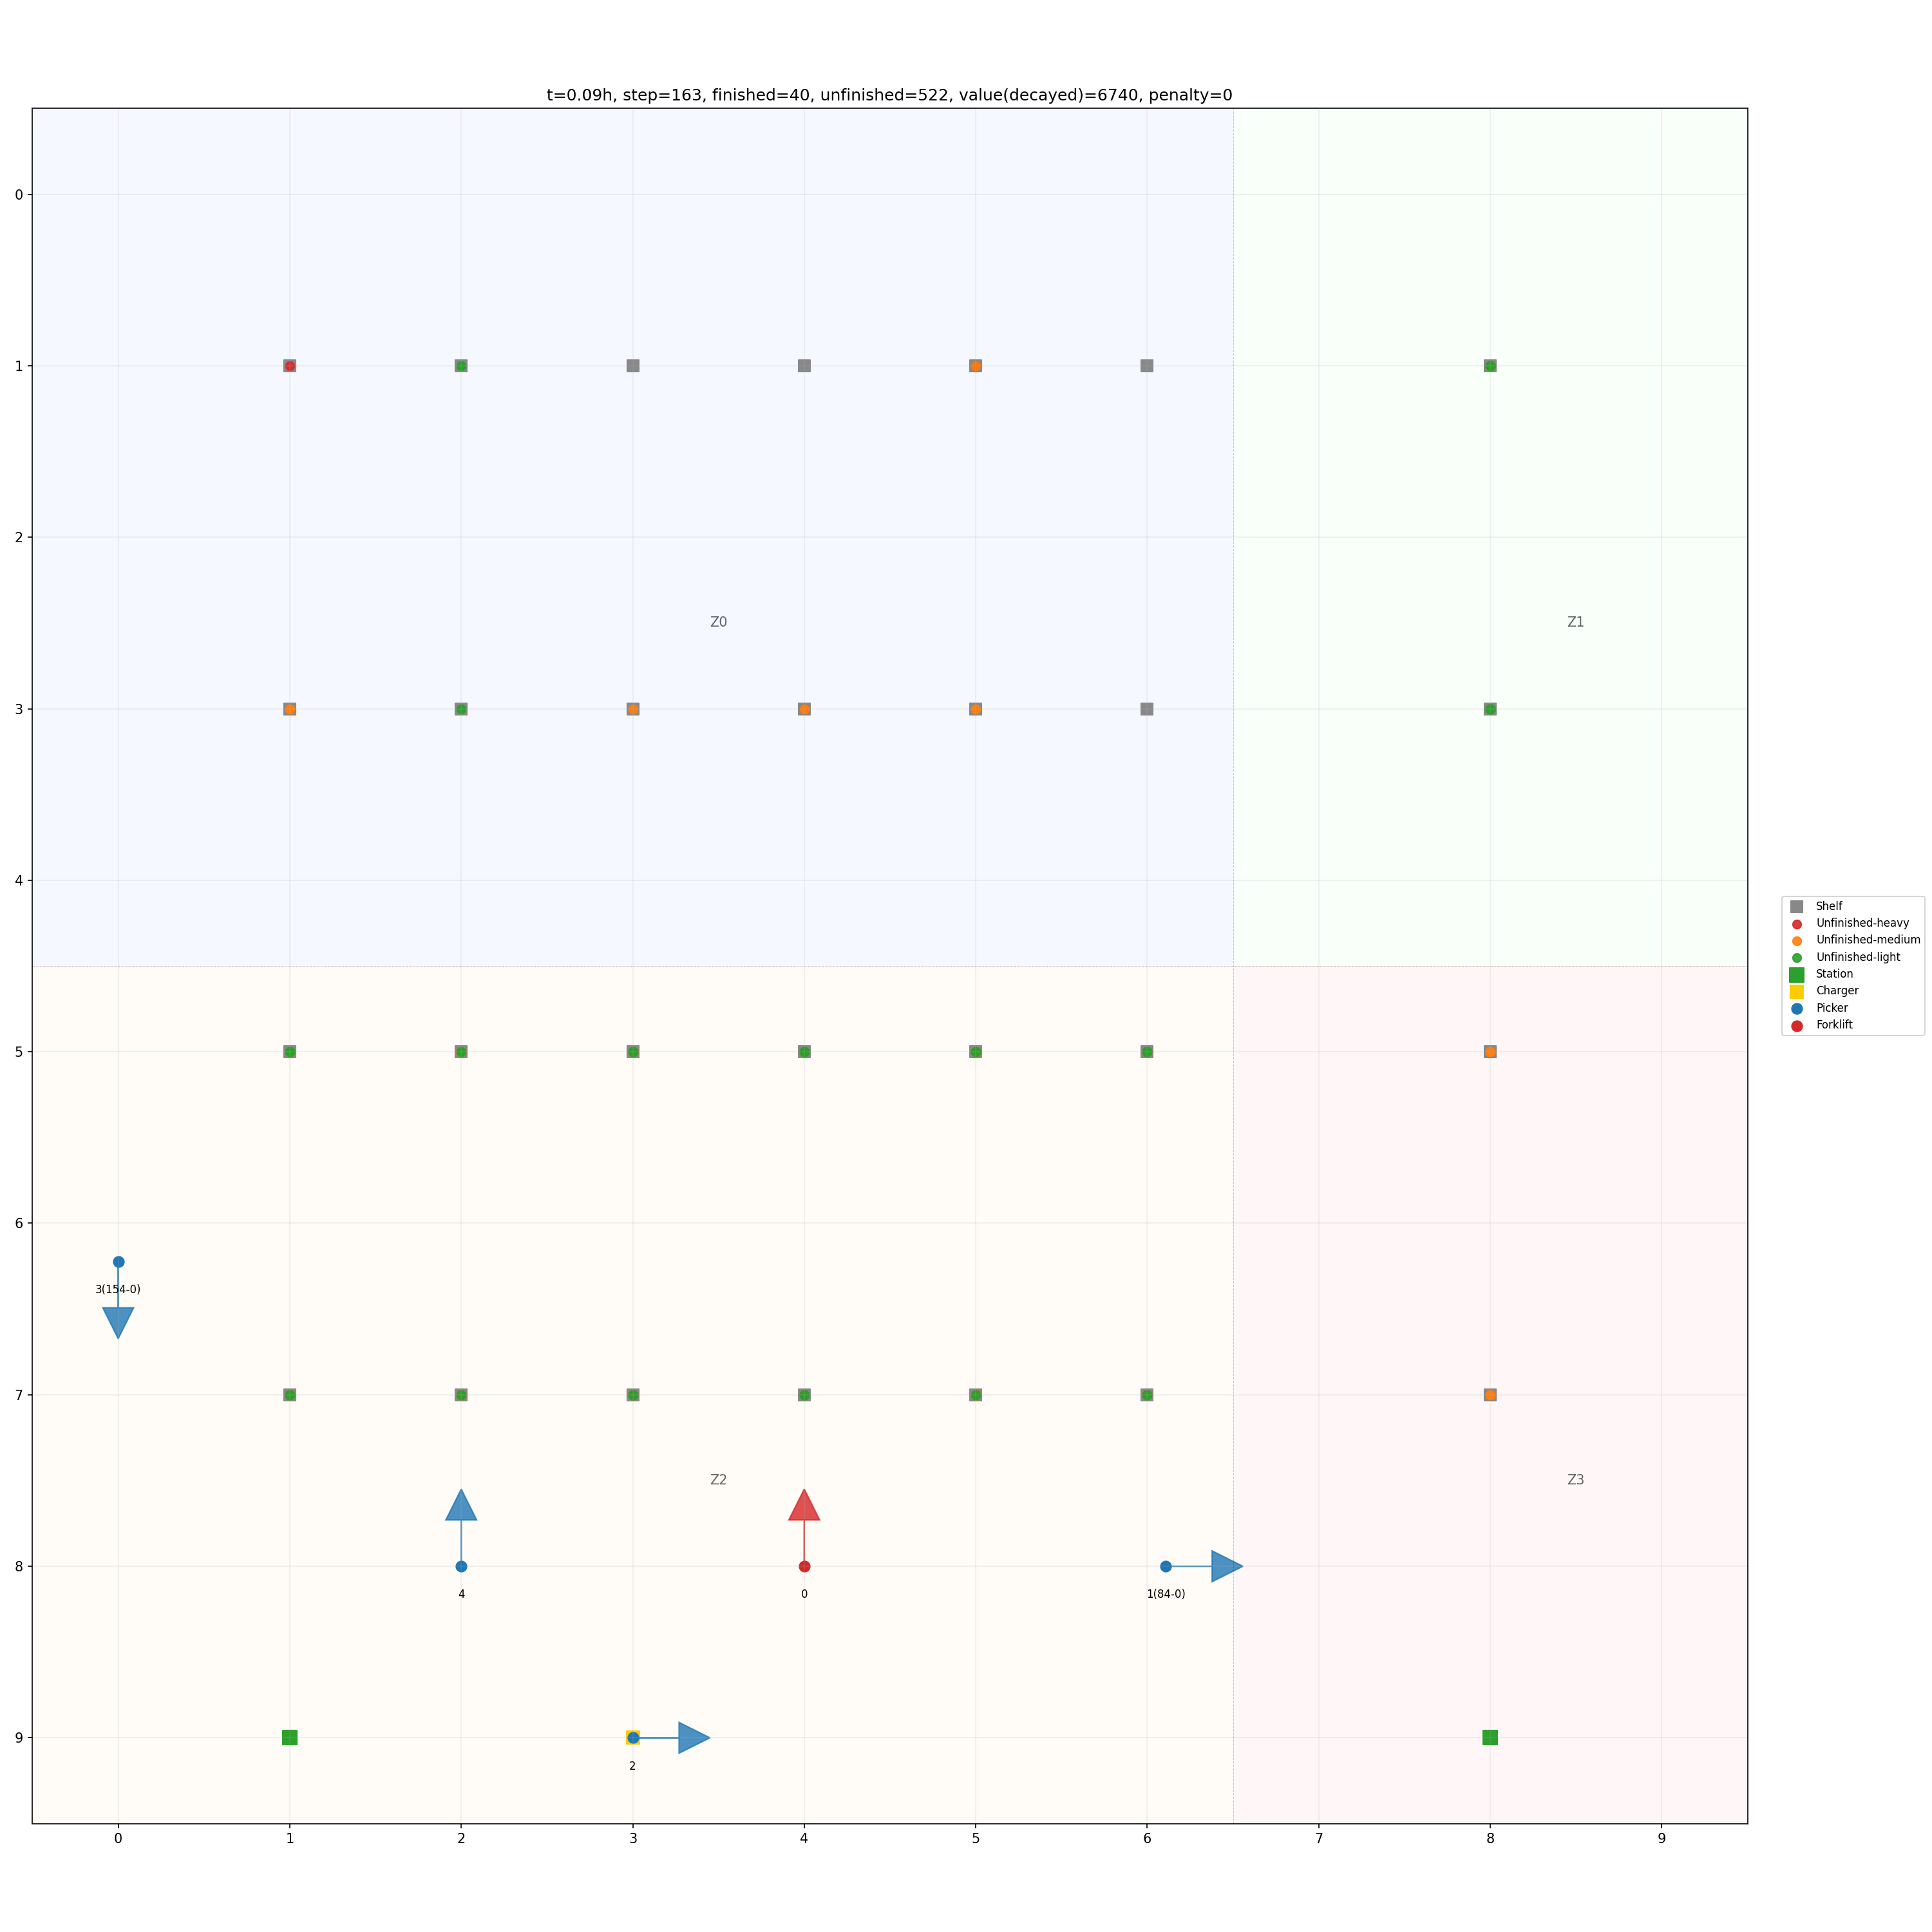 t=0.09h, step=163, finished=40, unfinished=522, value(decayed)=6740, penalty=0
0
1
2
Z0
Z1
3
4
Shelf
Unfinished-heavy
Unfinished-medium
Unfinished-light
Station
Charger
Picker
Forklift
5
6
3(154-0)
7
Z2
Z3
8
4
0
1(84-0)
9
2
0 1 2 3 4 5 6 7 8 9